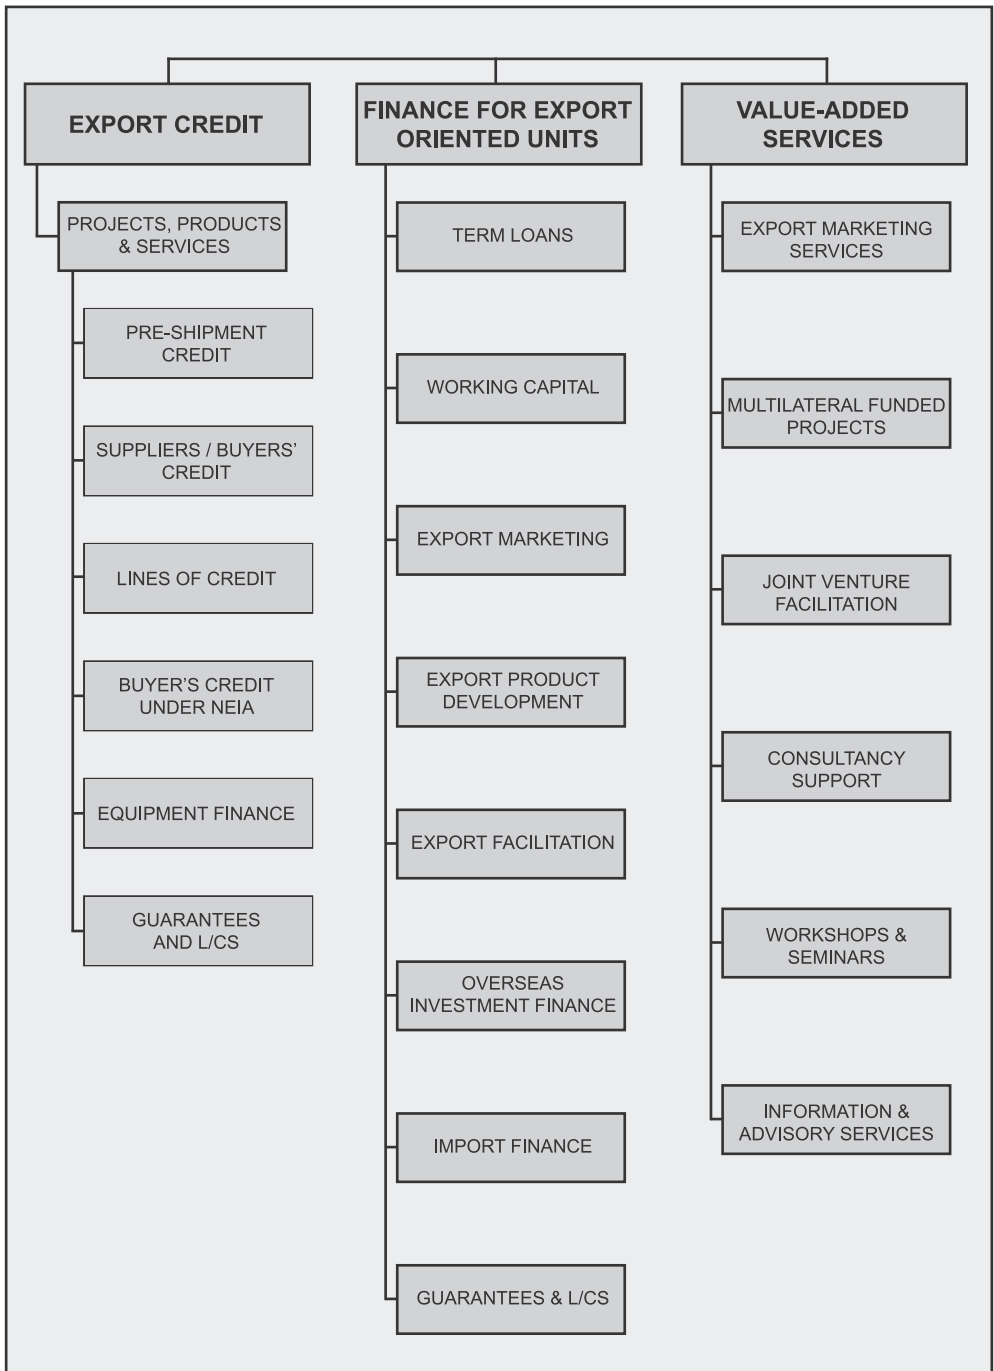 EXPORT CREDIT
PROJECTS, PRODUCTS
& SERVICES
PRE-SHIPMENT
CREDIT
SUPPLIERS / BUYERS’
CREDIT
LINES OF CREDIT
BUYER’S CREDIT
UNDER NEIA
EQUIPMENT FINANCE
GUARANTEES
AND L/CS
FINANCE FOR EXPORT
ORIENTED UNITS
TERM LOANS
WORKING CAPITAL
EXPORT MARKETING
EXPORT PRODUCT
DEVELOPMENT
EXPORT FACILITATION
OVERSEAS
INVESTMENT FINANCE
IMPORT FINANCE
GUARANTEES & L/CS
VALUE-ADDED
SERVICES
EXPORT MARKETING
SERVICES
MULTILATERAL FUNDED
PROJECTS
JOINT VENTURE
FACILITATION
CONSULTANCY
SUPPORT
WORKSHOPS &
SEMINARS
INFORMATION &
ADVISORY SERVICES